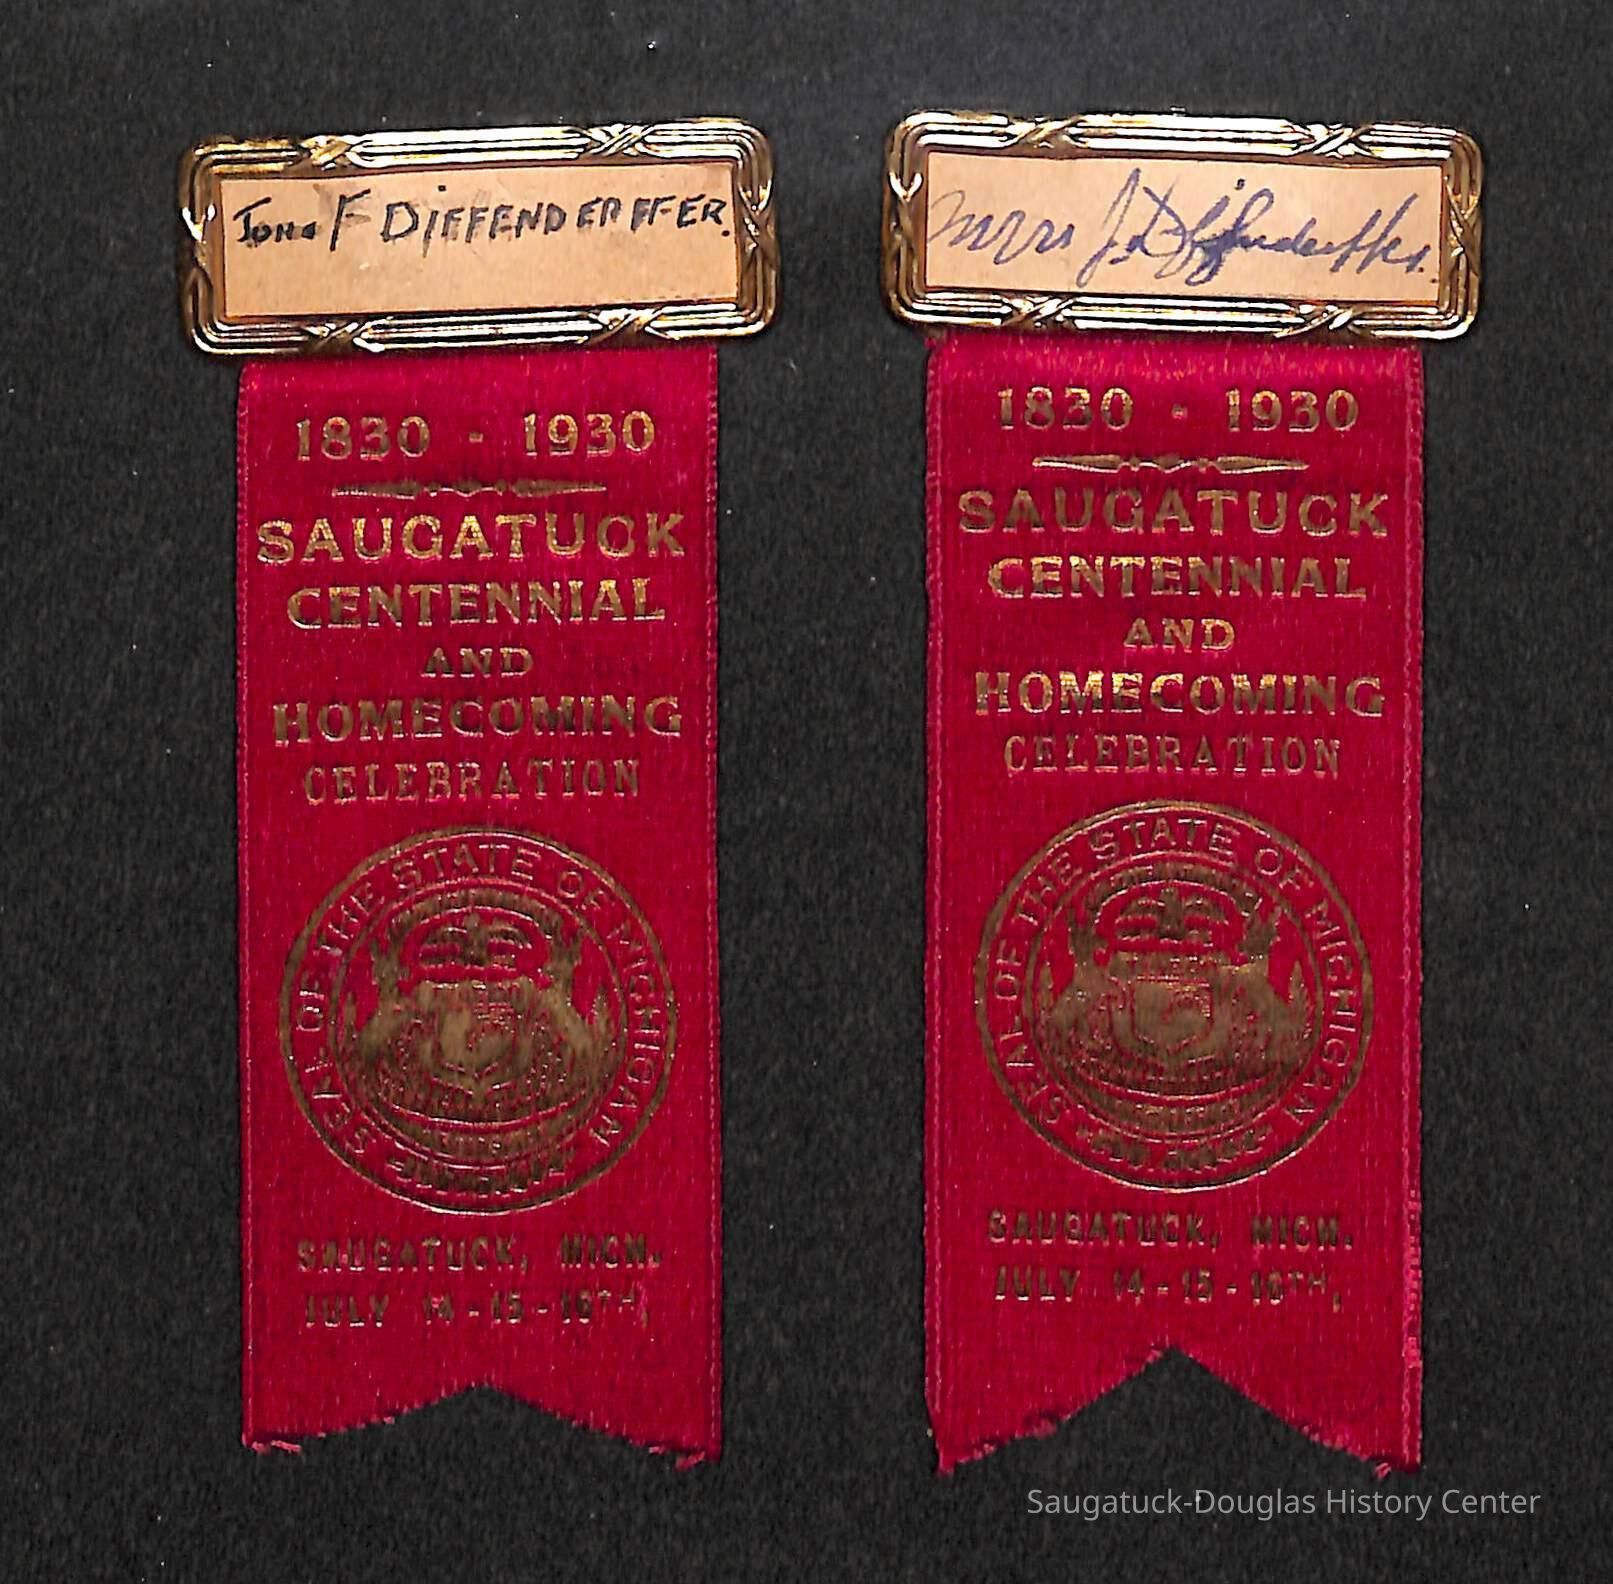 John F DiFFENDERFFER.
1830 - 1930
SAUGATUCK
CENTENNIAL
AND
HOMECOMING
CELEBRATION
SEAL OF THE STATE OF MICHIGAN
SAUGATUCK, MICH.
JULY 14-15-16TH,
Mrs J. Diffenderffer.
1830 - 1930
SAUGATUCK
CENTENNIAL
AND
HOMECOMING
CELEBRATION
SEAL OF THE STATE OF MICHIGAN
SAUGATUCK, MICH.
JULY 14-15-16TH,
Saugatuck-Douglas History Center